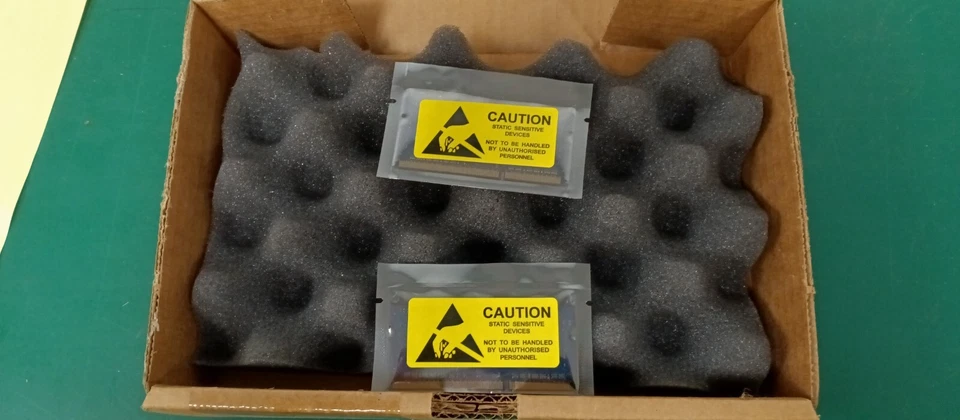 CAUTION
STATIC SENSITIVE
DEVICES
NOT TO BE HANDLED
BY UNAUTHORISED
PERSONNEL
CAUTION
STATIC SENSITIVE
DEVICES
NOT TO BE HANDLED
BY UNAUTHORISED
PERSONNEL